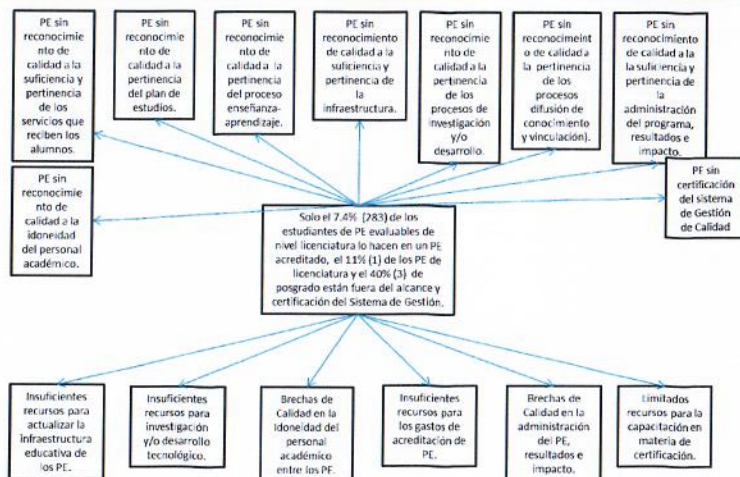 PE sin
reconocimie
nto de
calidad a la
suficiencia y
pertinencia
de los
servicios que
reciben los
alumnos.
PE sin
reconocimie
nto de
calidad a la
pertinencia
del plan de
estudios.
PE sin
reconocimie
nto de
calidad a la
pertinencia
del proceso
enseñanza-
aprendizaje.
PE sin
reconocimiento
de calidad a la
suficiencia y
pertinencia de
la
infraestructura.
PE sin
reconocimie
nto de
calidad a la
pertinencia
de los
procesos de
investigación
y/o
desarrollo.
PE sin
reconocimeint
o de calidad a
la pertinencia
de los
procesos
difusión de
conocimiento
y vinculación).
PE sin
reconocimiento
de calidad a la
la suficiencia y
pertinencia de
la
administración
del programa,
resultados e
impacto.
PE sin
certificación
del sistema
de Gestión
de Calidad
PE sin
reconocimie
nto de
calidad a la
idoneidad
del personal
académico.
Solo el 7.4% (283) de los
estudiantes de PE evaluables de
nivel licenciatura lo hacen en un PE
acreditado, el 11% (1) de los PE de
licenciatura y el 40% (3) de
posgrado están fuera del alcance y
certificación del Sistema de Gestión.
Insuficientes
recursos para
actualizar la
infraestructura
educativa de
los PE.
Insuficientes
recursos para
investigación
y/o desarrollo
tecnológico.
Brechas de
Calidad en la
Idoneidad del
personal
académico
entre los PE.
Insuficientes
recursos para
los gastos de
acreditación de
PE.
Brechas de
Calidad en la
administración
del PE,
resultados e
impacto.
Limitados
recursos para la
capacitación en
materia de
certificación.